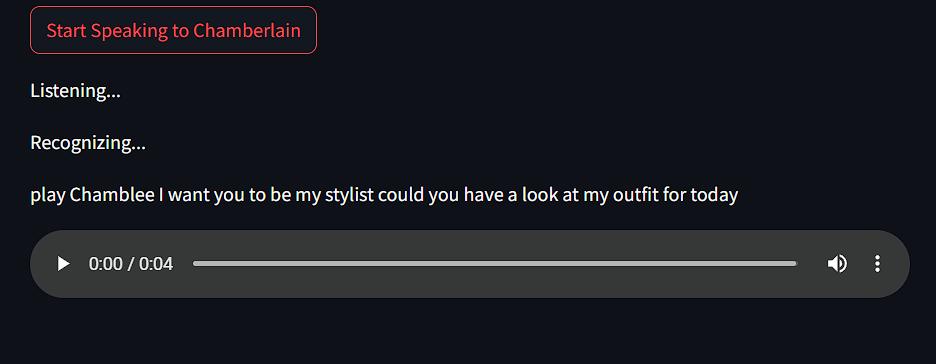 Start Speaking to Chamberlain
Listening...
Recognizing...
play Chamblee I want you to be my stylist could you have a look at my outfit for today
0:00 / 0:04